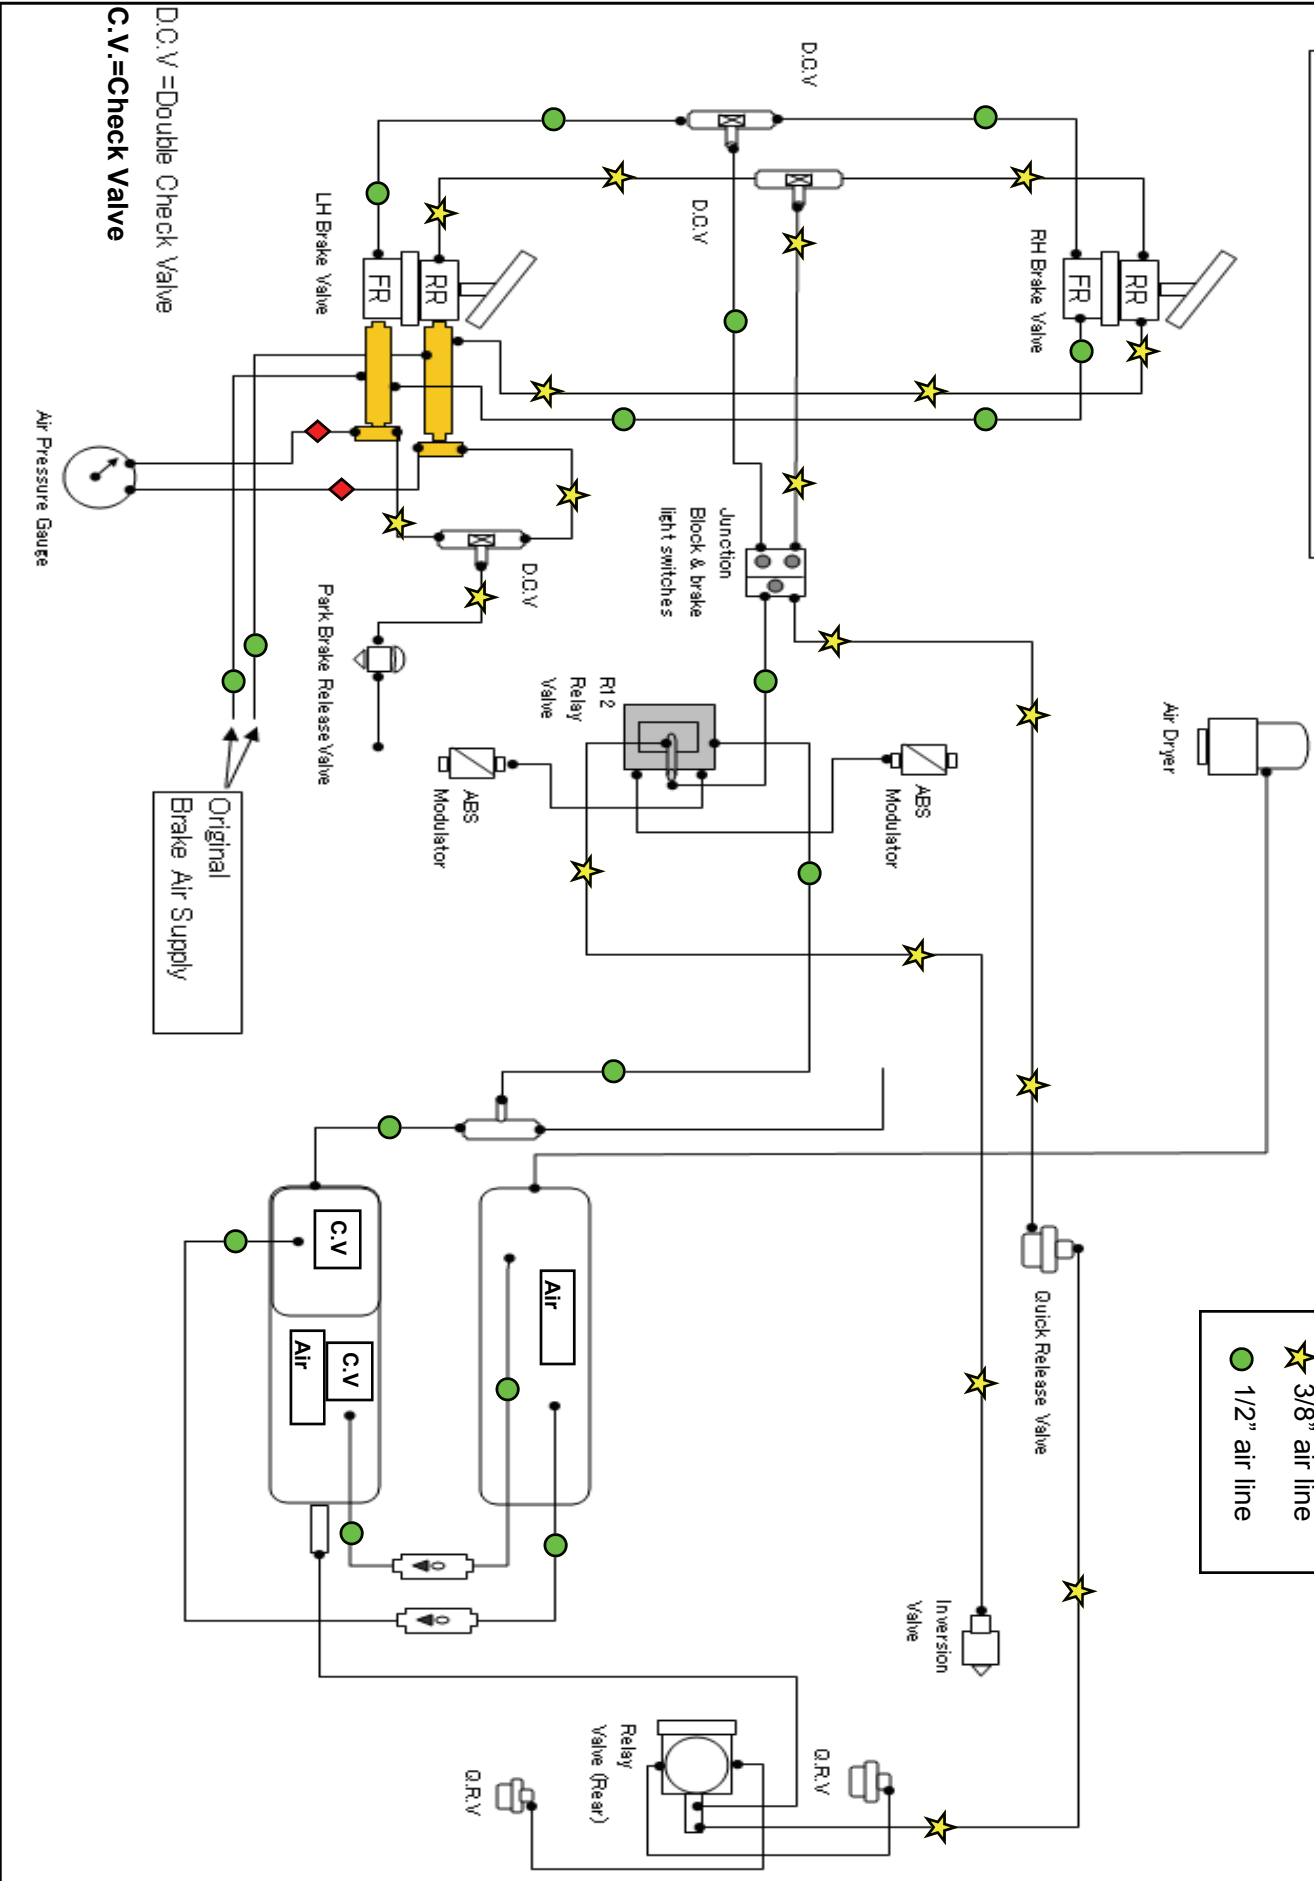 D.C.V =Double Check Valve
C.V.=Check Valve
D.C.V
D.C.V
LH Brake Valve
FR
RR
RH Brake Valve
FR
RR
Air Pressure Gauge
Junction
Block & brake
light switches
D.C.V
Park Brake Release Valve
Original
Brake Air Supply
R12
Relay
Valve
ABS
Modulator
ABS
Modulator
Air Dryer
C.V
C.V
Air
Air
Quick Release Valve
3/8" air line
1/2" air line
Inversion
Valve
Relay
Valve (Rear)
Q.R.V
Q.R.V